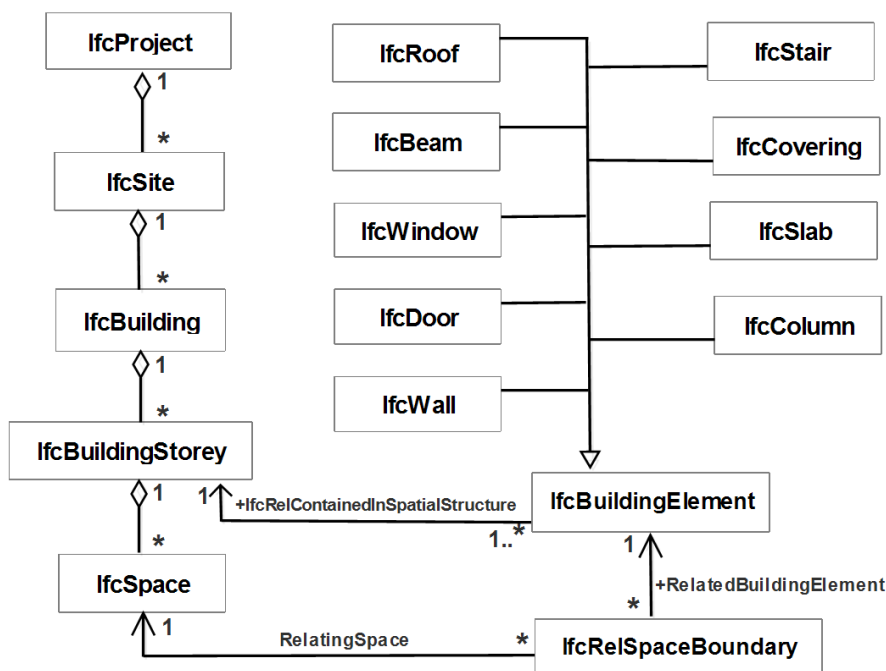 IfcProject
1
*
IfcSite
1
*
IfcBuilding
1
*
IfcBuildingStorey
1
*
IfcSpace
1
IfcRoof
IfcBeam
IfcWindow
IfcDoor
IfcWall
IfcStair
IfcCovering
IfcSlab
IfcColumn
1
+IfcRelContainedInSpatialStructure
1..*
IfcBuildingElement
1
+RelatedBuildingElement
*
RelatingSpace
*
IfcRelSpaceBoundary